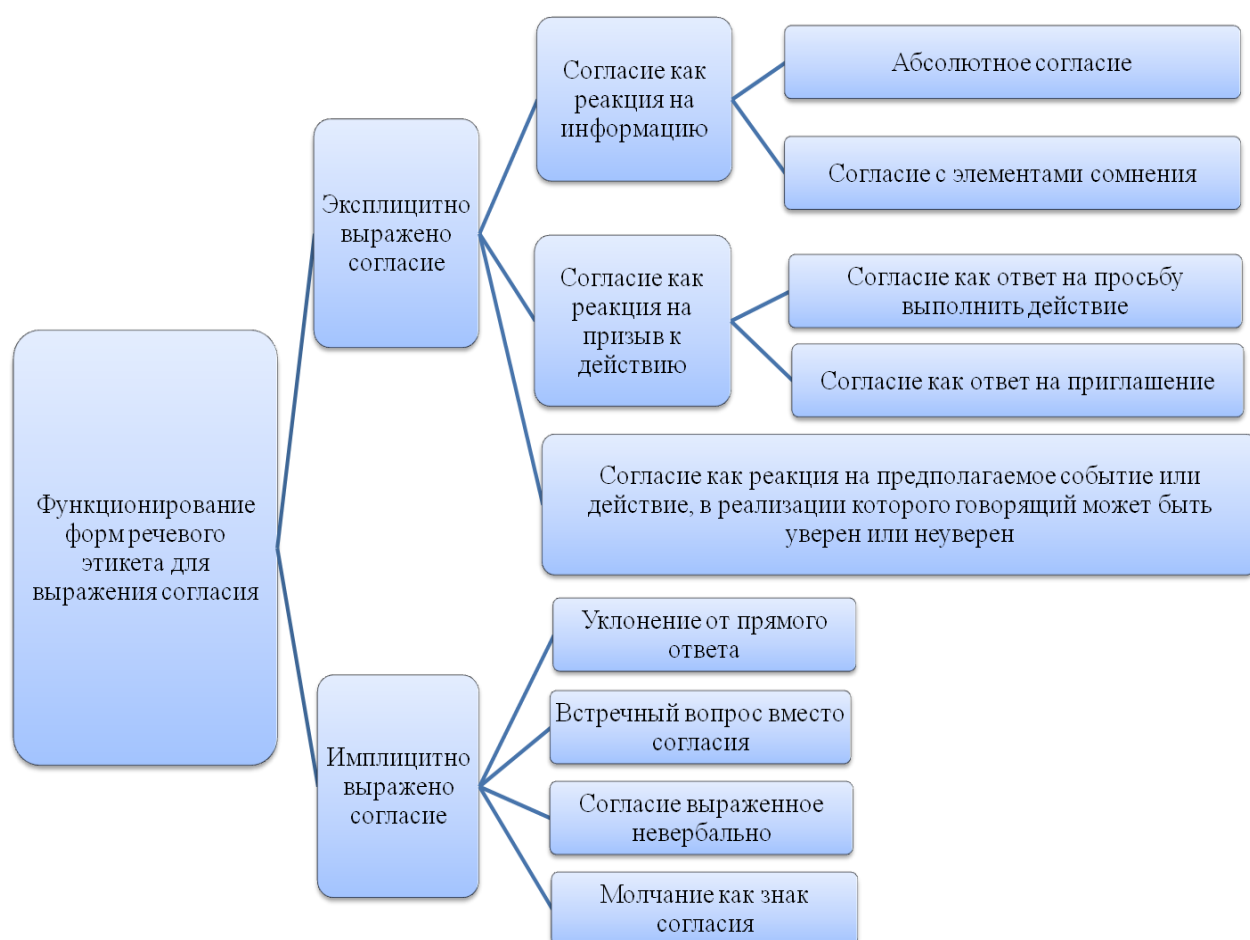 Функционирование
форм речевого
этикета для
выражения согласия
Эксплицитно
выражено
согласие
Согласие как
реакция на
информацию
Абсолютное согласие
Согласие с элементами сомнения
Согласие как
реакция на
призыв к
действию
Согласие как ответ на просьбу
выполнить действие
Согласие как ответ на приглашение
Согласие как реакция на предполагаемое событие или
действие, в реализации которого говорящий может быть
уверен или неуверен
Имплицитно
выражено
согласие
Уклонение от прямого
ответа
Встречный вопрос вместо
согласия
Согласие выраженное
невербально
Молчание как знак
согласия